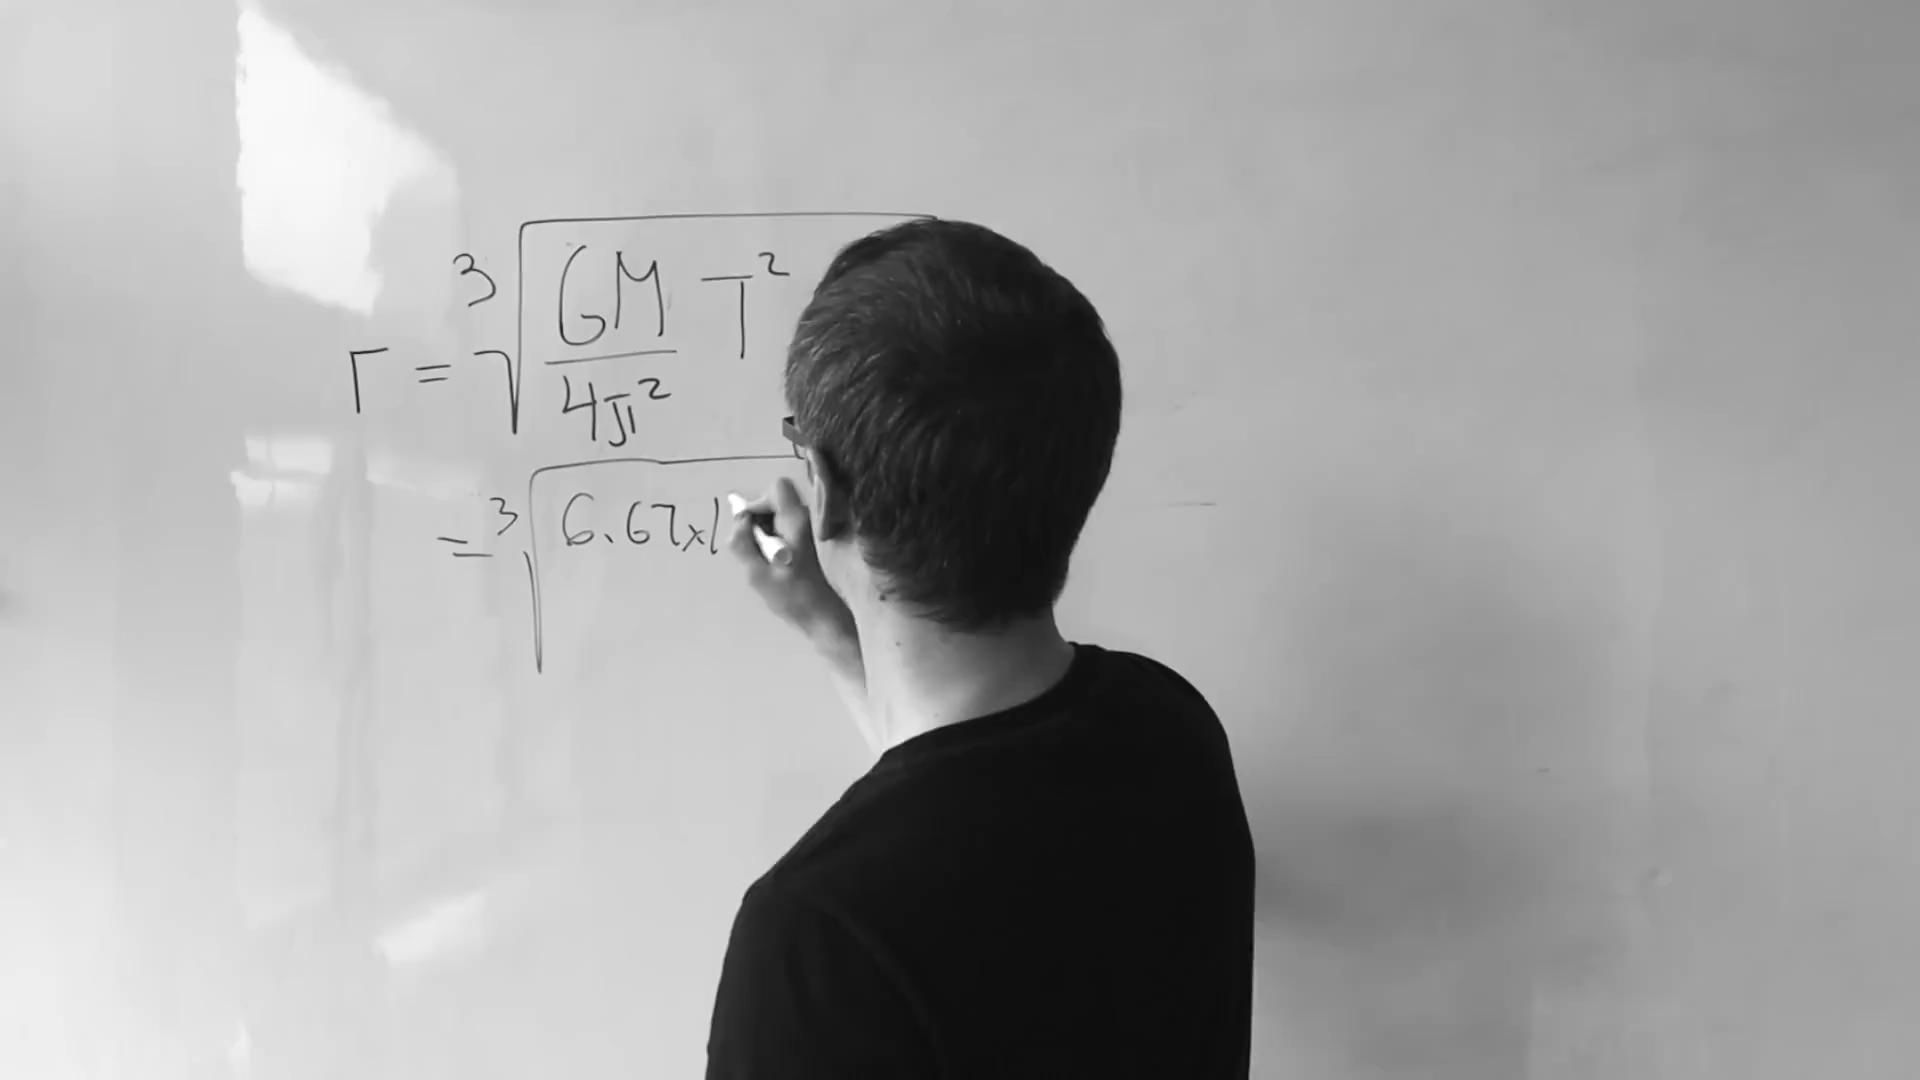 r = ∛(GM/4π² T²)
= ∛(6.67x1